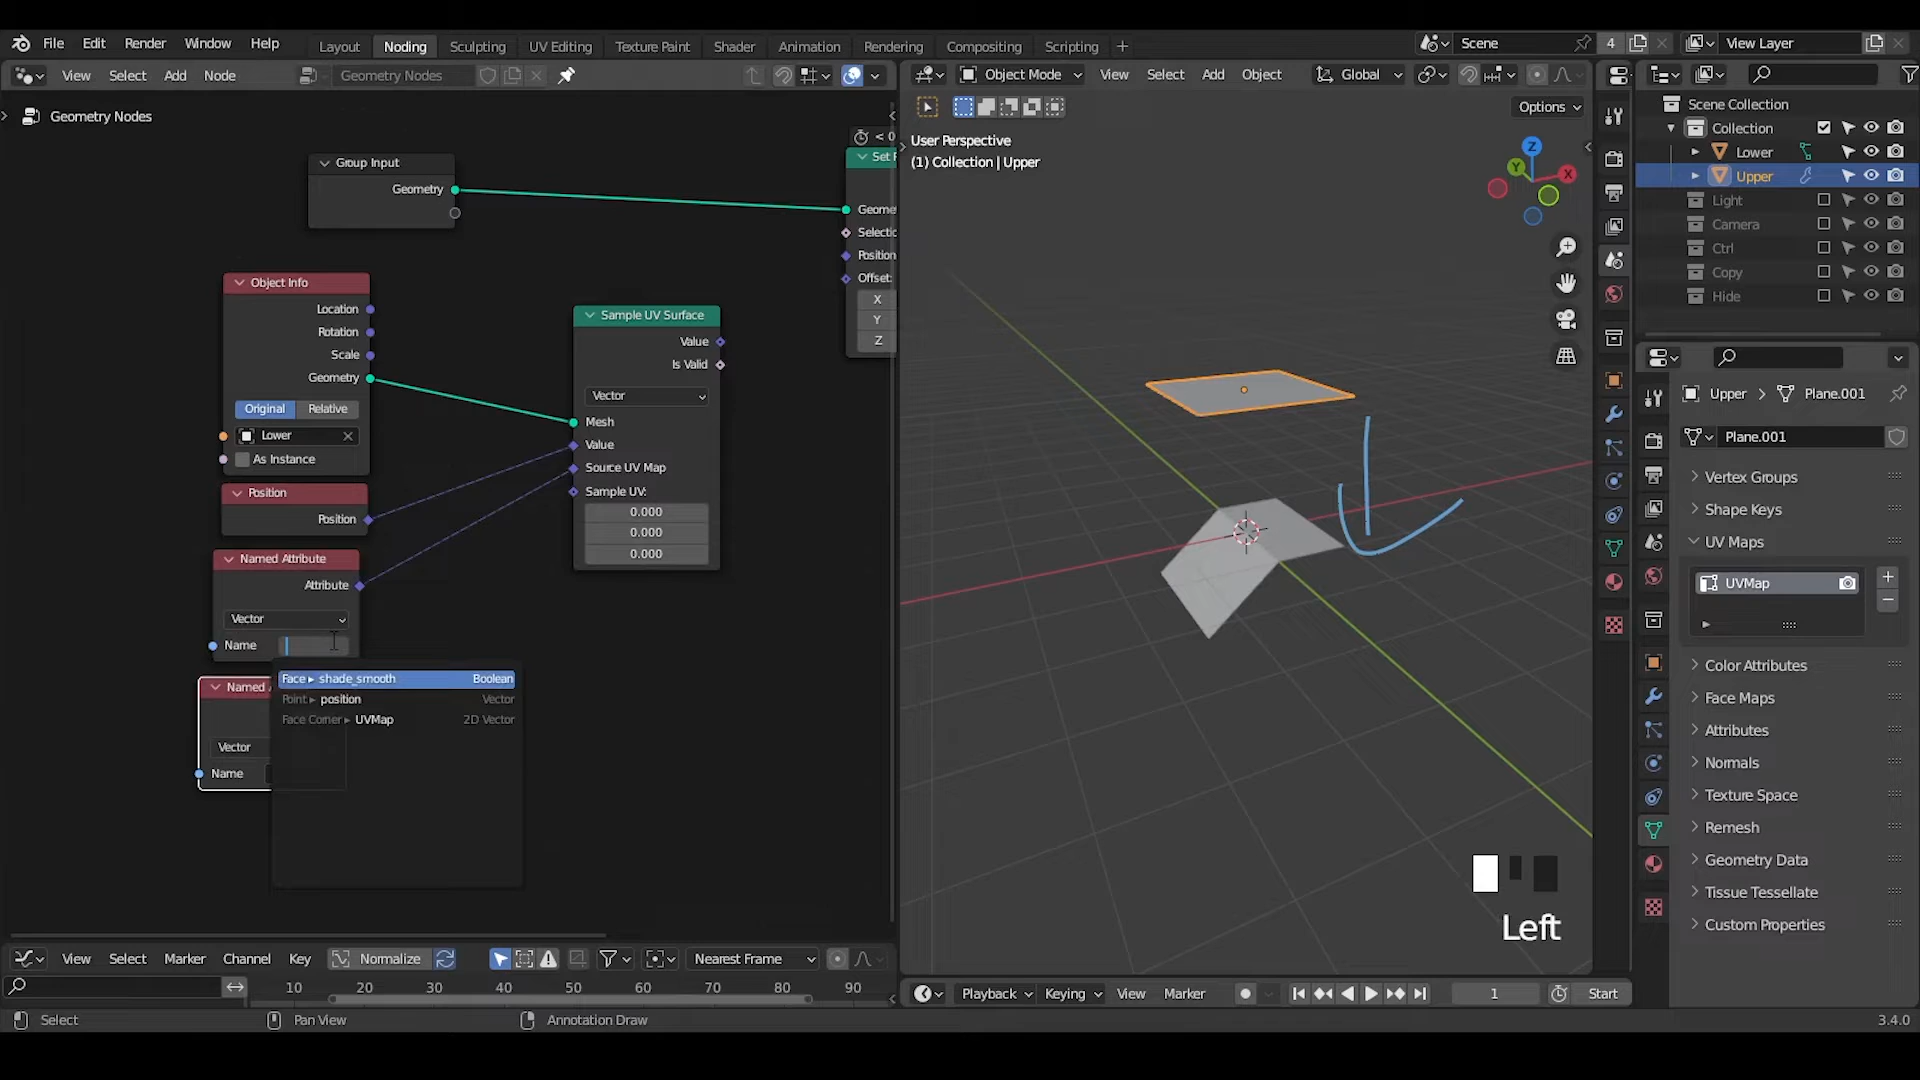 File Edit Render Window Help Layout Noding Sculpting UV Editing Texture Paint Shader Animation Rendering Compositing Scripting + Scene 4 View Layer
View Select Add Node Geometry Nodes
Geometry Nodes
Group Input
Geometry
< 0
Set
Selectic
Position
Offset:
X
Y
Z
Object Info
Location
Rotation
Scale
Geometry
Original Relative
Lower
As Instance
Position
Position
Named Attribute
Attribute
Vector
Name
Named
Vector
Name
Face ▸ shade_smooth Boolean
Point ▸ position Vector
Face Corner ▸ UVMap 2D Vector
Sample UV Surface
Value
Is Valid
Vector
Mesh
Value
Source UV Map
Sample UV:
0.000
0.000
0.000
Object Mode View Select Add Object Global
Options
User Perspective
(1) Collection | Upper
Z
Y
X
Left
Scene Collection
Collection
Lower
Upper
Light
Camera
Ctrl
Copy
Hide
Upper > Plane.001
Plane.001
Vertex Groups
Shape Keys
UV Maps
UVMap
Color Attributes
Face Maps
Attributes
Normals
Texture Space
Remesh
Geometry Data
Tissue Tessellate
Custom Properties
View Select Marker Channel Key Normalize Nearest Frame
10 20 30 40 50 60 70 80 90
Playback Keying View Marker 1 Start
Select Pan View Annotation Draw 3.4.0